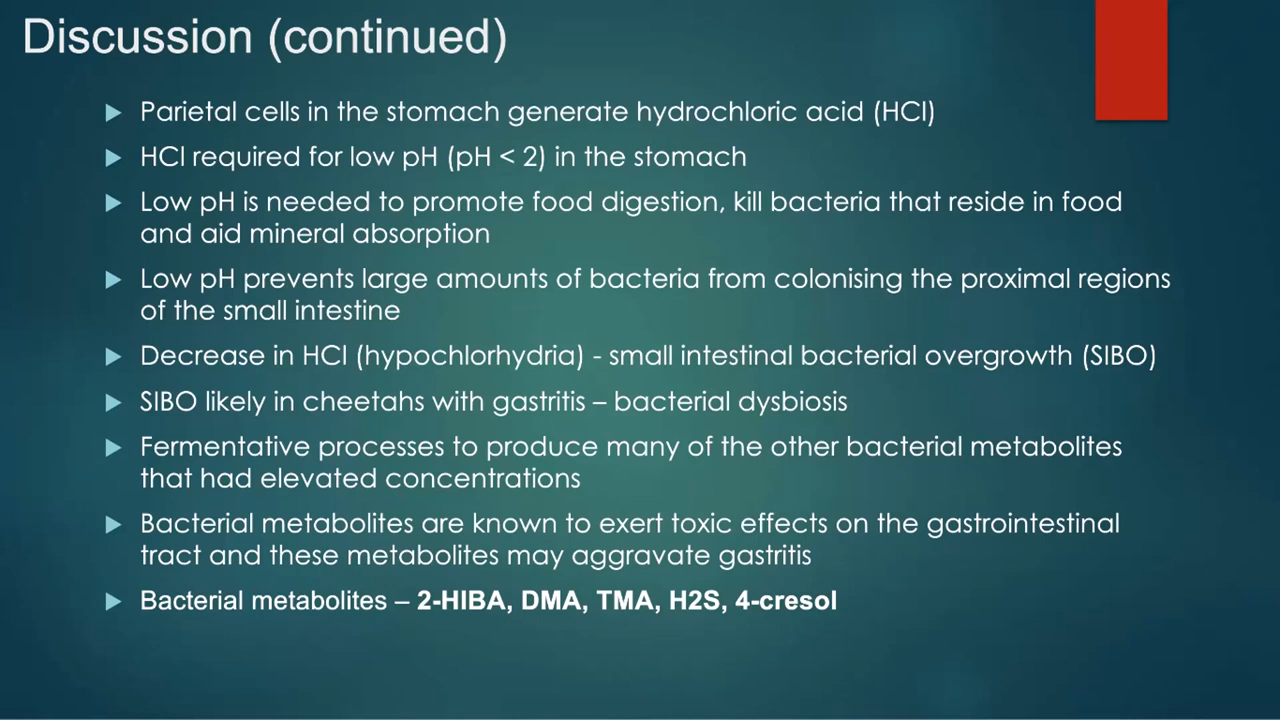 Discussion (continued)
Parietal cells in the stomach generate hydrochloric acid (HCl)
HCl required for low pH (pH < 2) in the stomach
Low pH is needed to promote food digestion, kill bacteria that reside in food
and aid mineral absorption
Low pH prevents large amounts of bacteria from colonising the proximal regions
of the small intestine
Decrease in HCl (hypochlorhydria) - small intestinal bacterial overgrowth (SIBO)
SIBO likely in cheetahs with gastritis – bacterial dysbiosis
Fermentative processes to produce many of the other bacterial metabolites
that had elevated concentrations
Bacterial metabolites are known to exert toxic effects on the gastrointestinal
tract and these metabolites may aggravate gastritis
Bacterial metabolites – 2-HIBA, DMA, TMA, H2S, 4-cresol